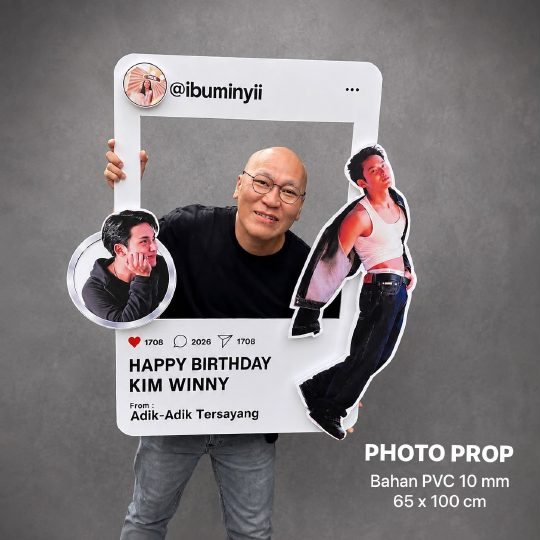 @ibuminyii
...
1708 2026 1708
HAPPY BIRTHDAY
KIM WINNY
From :
Adik-Adik Tersayang
PHOTO PROP
Bahan PVC 10 mm
65 x 100 cm